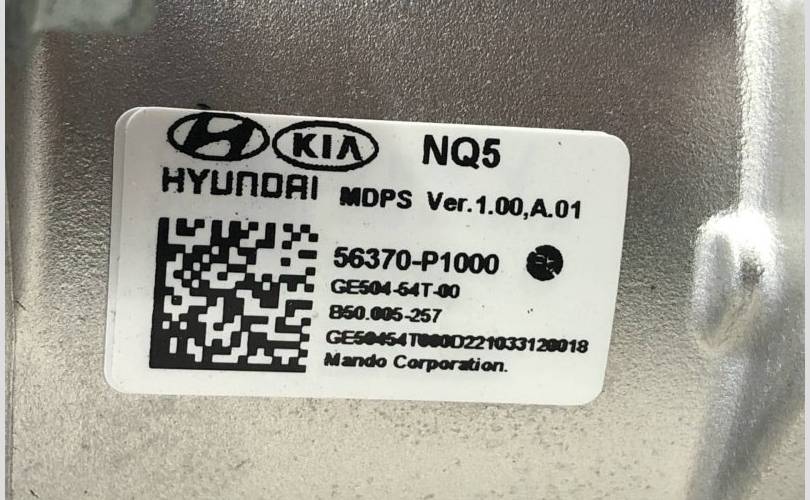 KIA NQ5
HYUNDAI MDPS Ver.1.00,A.01
56370-P1000
GE504-54T-00
B50.005-257
GE50454T000D221033120018
Mando Corporation.